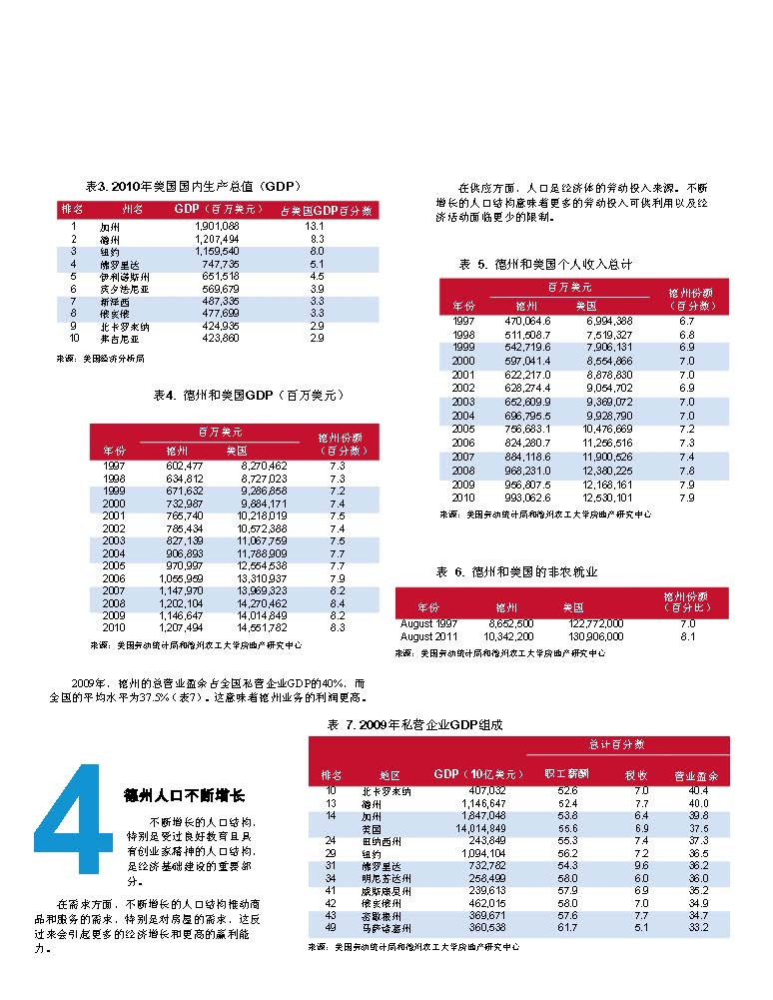 表3. 2010年美国国内生产总值（GDP）
排名 州名 GDP（百万美元） 占美国GDP百分数
1 加州 1,901,088 13.1
2 德州 1,207,494 8.3
3 纽约 1,159,540 8.0
4 佛罗里达 747,735 5.1
5 伊利诺斯州 651,518 4.5
6 宾夕法尼亚 569,679 3.9
7 新泽西 487,335 3.3
8 俄亥俄 477,699 3.3
9 北卡罗来纳 424,935 2.9
10 弗吉尼亚 423,860 2.9
来源：美国经济分析局
表4. 德州和美国GDP（百万美元）
百万美元
年份 德州 美国 德州份额（百分数）
1997 602,477 8,270,462 7.3
1998 634,812 8,727,023 7.3
1999 671,632 9,286,858 7.2
2000 732,987 9,884,171 7.4
2001 765,740 10,218,019 7.5
2002 785,434 10,572,388 7.4
2003 827,139 11,067,759 7.5
2004 906,893 11,788,909 7.7
2005 970,997 12,554,538 7.7
2006 1,055,959 13,310,937 7.9
2007 1,147,970 13,969,323 8.2
2008 1,202,104 14,270,462 8.4
2009 1,146,647 14,014,849 8.2
2010 1,207,494 14,551,782 8.3
来源：美国劳动统计局和德州农工大学房地产研究中心
2009年，德州的总营业盈余占全国私营企业GDP的40%，而
全国的平均水平为37.5%（表7）。这意味着德州业务的利润更高。
4
德州人口不断增长
不断增长的人口结构，
特别是受过良好教育且具
有创业家精神的人口结构，
是经济基础建设的重要部
分。
在需求方面，不断增长的人口结构推动商
品和服务的需求，特别是对房屋的需求，这反
过来会引起更多的经济增长和更高的赢利能
力。
在供应方面，人口是经济体的劳动投入来源。不断
增长的人口结构意味着更多的劳动投入可供利用以及经
济活动面临更少的限制。
表 5. 德州和美国个人收入总计
百万美元
年份 德州 美国 德州份额（百分数）
1997 470,064.6 6,994,388 6.7
1998 511,508.7 7,519,327 6.8
1999 542,719.6 7,906,131 6.9
2000 597,041.4 8,554,866 7.0
2001 622,217.0 8,878,830 7.0
2002 628,274.4 9,054,702 6.9
2003 652,609.9 9,369,072 7.0
2004 696,795.5 9,928,790 7.0
2005 756,683.1 10,476,669 7.2
2006 824,280.7 11,256,516 7.3
2007 884,118.6 11,900,526 7.4
2008 968,231.0 12,380,225 7.8
2009 956,807.5 12,168,161 7.9
2010 993,062.6 12,530,101 7.9
来源：美国劳动统计局和德州农工大学房地产研究中心
表 6. 德州和美国的非农就业
年份 德州 美国 德州份额（百分比）
August 1997 8,652,500 122,772,000 7.0
August 2011 10,342,200 130,906,000 8.1
来源：美国劳动统计局和德州农工大学房地产研究中心
表 7. 2009年私营企业GDP组成
总计百分数
排名 地区 GDP（10亿美元） 职工薪酬 税收 营业盈余
10 北卡罗来纳 407,032 52.6 7.0 40.4
13 德州 1,146,647 52.4 7.7 40.0
14 加州 1,847,048 53.8 6.4 39.8
美国 14,014,849 55.6 6.9 37.5
24 田纳西州 243,849 55.3 7.4 37.3
29 纽约 1,094,104 56.2 7.2 36.5
31 佛罗里达 732,782 54.3 9.6 36.2
34 明尼苏达州 258,499 58.0 6.0 36.0
41 威斯康星州 239,613 57.9 6.9 35.2
42 俄亥俄州 462,015 58.0 7.0 34.9
43 密歇根州 369,671 57.6 7.7 34.7
49 马萨诸塞州 360,538 61.7 5.1 33.2
来源：美国劳动统计局和德州农工大学房地产研究中心